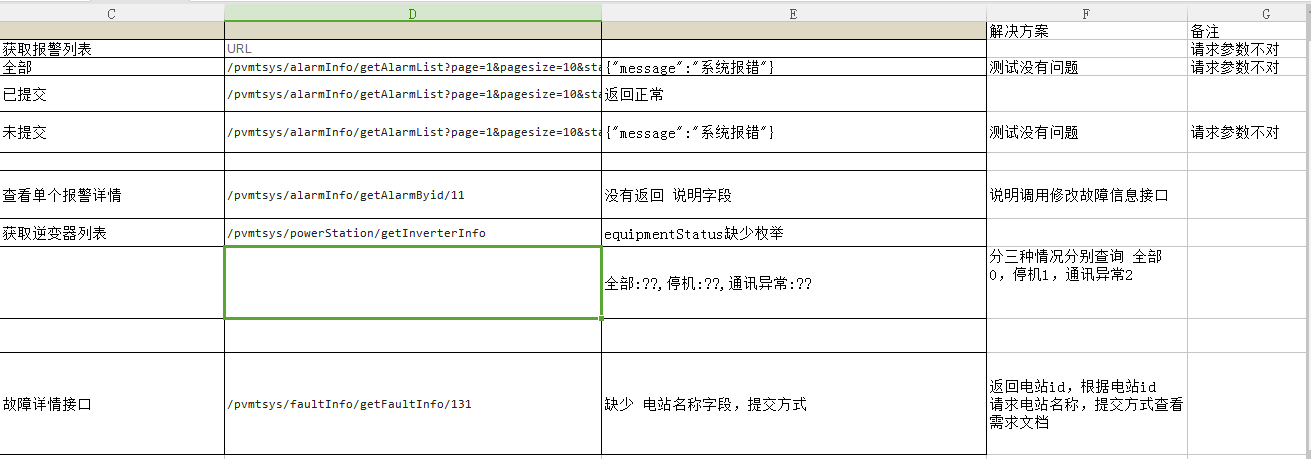 C D E F G
解决方案 备注
获取报警列表 URL 请求参数不对
全部 /pvmtsys/alarmInfo/getAlarmList?page=1&pagesize=10&sta {"message":"系统报错"} 测试没有问题 请求参数不对
已提交 /pvmtsys/alarmInfo/getAlarmList?page=1&pagesize=10&sta 返回正常
未提交 /pvmtsys/alarmInfo/getAlarmList?page=1&pagesize=10&sta {"message":"系统报错"} 测试没有问题 请求参数不对
查看单个报警详情 /pvmtsys/alarmInfo/getAlarmByid/11 没有返回 说明字段 说明调用修改故障信息接口
获取逆变器列表 /pvmtsys/powerStation/getInverterInfo equipmentStatus缺少枚举
全部:??,停机:??,通讯异常:??
分三种情况分别查询 全部
0，停机1，通讯异常2
故障详情接口 /pvmtsys/faultInfo/getFaultInfo/131 缺少 电站名称字段，提交方式
返回电站id，根据电站id
请求电站名称，提交方式查看
需求文档